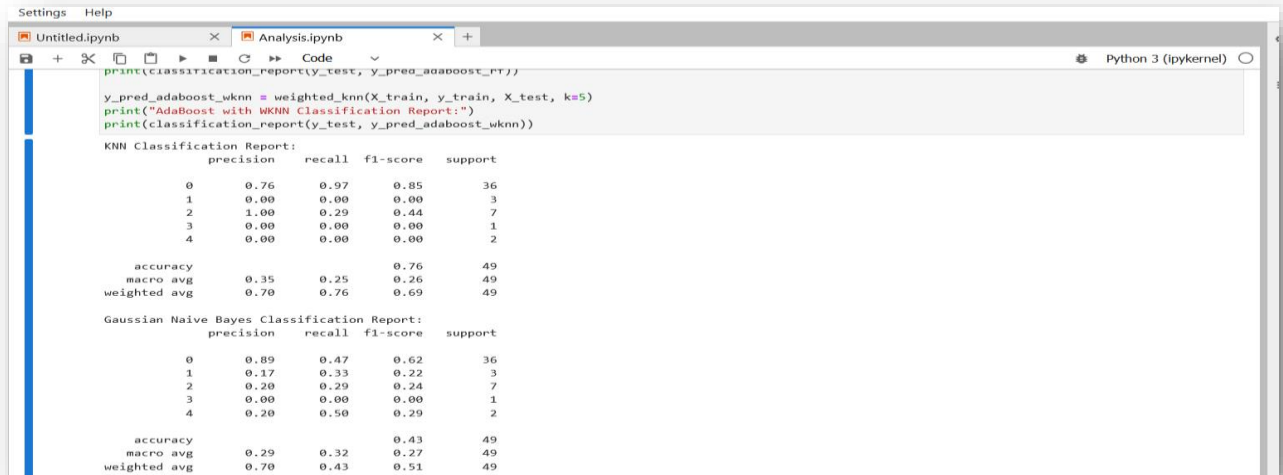 Settings Help
Untitled.ipynb × Analysis.ipynb × +
Code Python 3 (ipykernel)
print(classification_report(y_test, y_pred_adaboost_rf))
y_pred_adaboost_wknn = weighted_knn(X_train, y_train, X_test, k=5)
print("AdaBoost with WKNN Classification Report:")
print(classification_report(y_test, y_pred_adaboost_wknn))
KNN Classification Report:
precision recall f1-score support
0 0.76 0.97 0.85 36
1 0.00 0.00 0.00 3
2 1.00 0.29 0.44 7
3 0.00 0.00 0.00 1
4 0.00 0.00 0.00 2
accuracy 0.76 49
macro avg 0.35 0.25 0.26 49
weighted avg 0.70 0.76 0.69 49
Gaussian Naive Bayes Classification Report:
precision recall f1-score support
0 0.89 0.47 0.62 36
1 0.17 0.33 0.22 3
2 0.20 0.29 0.24 7
3 0.00 0.00 0.00 1
4 0.20 0.50 0.29 2
accuracy 0.43 49
macro avg 0.29 0.32 0.27 49
weighted avg 0.70 0.43 0.51 49